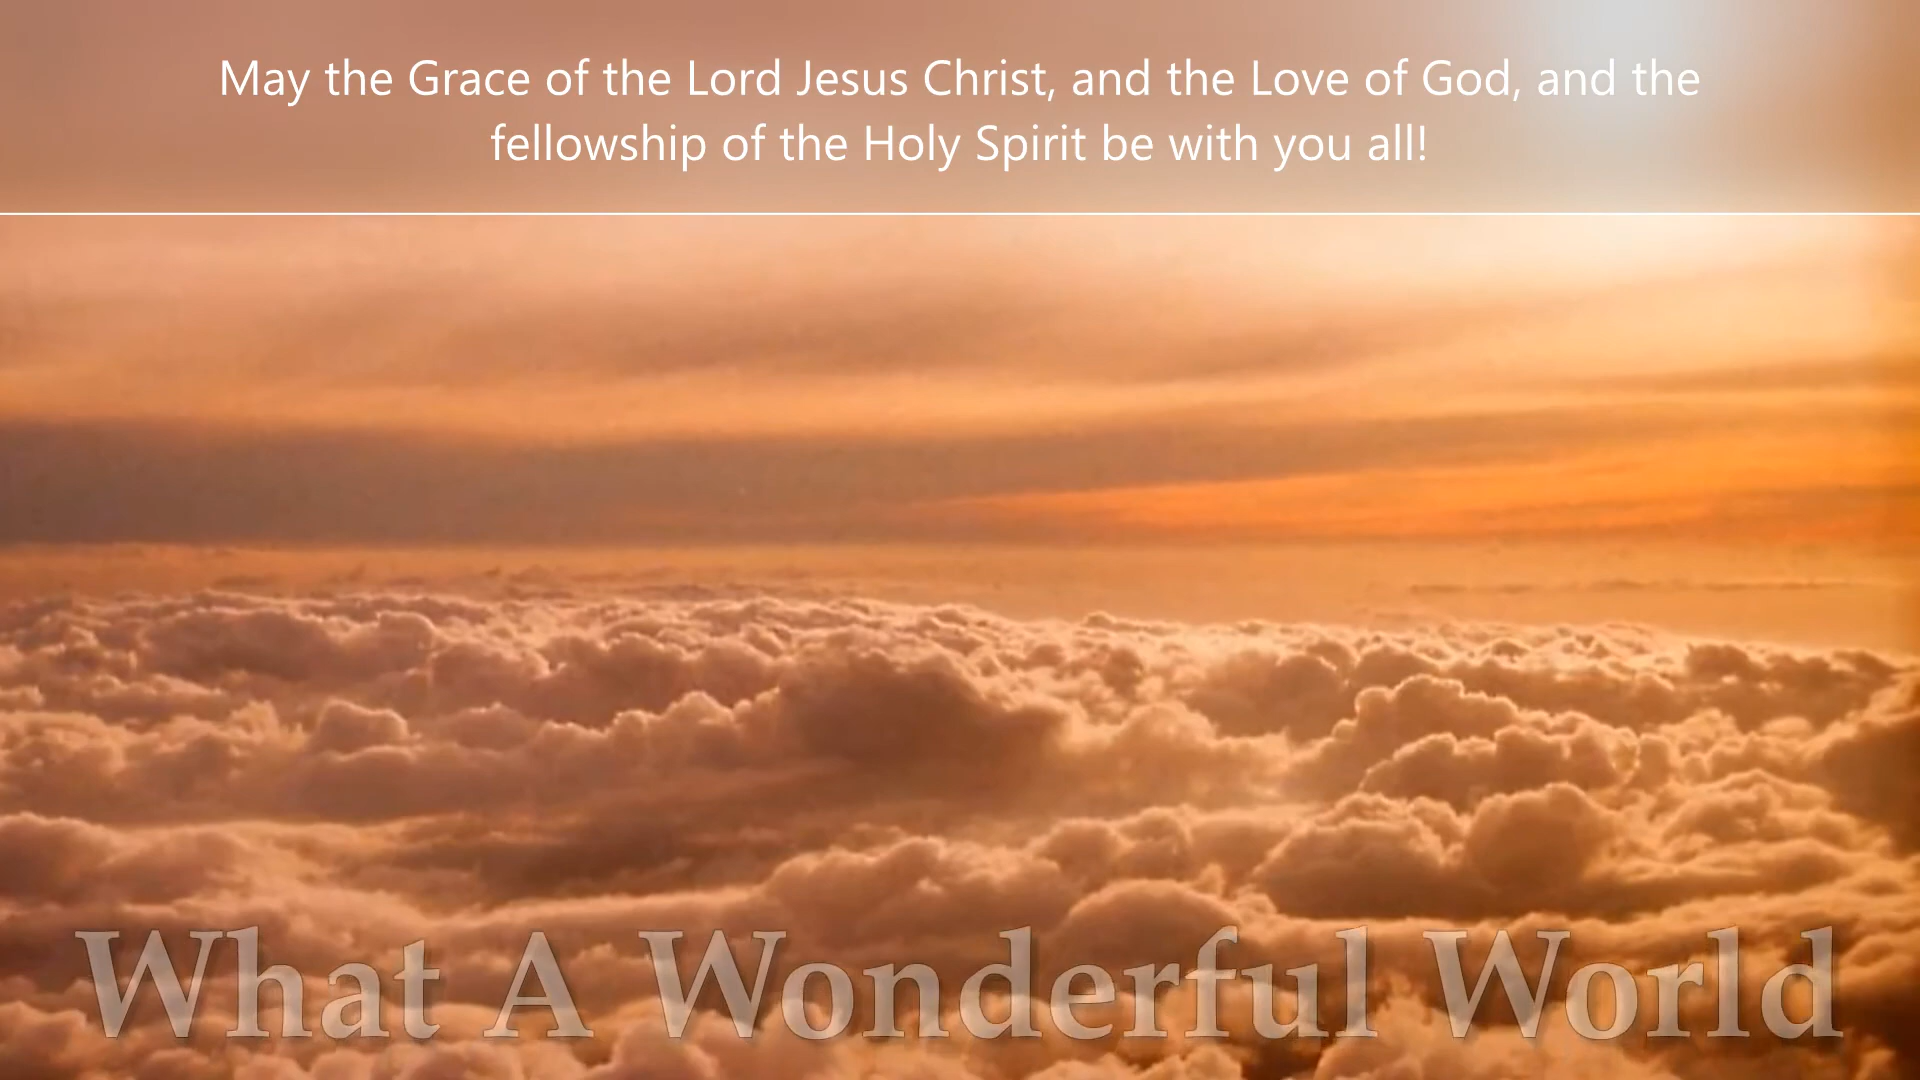 May the Grace of the Lord Jesus Christ, and the Love of God, and the
fellowship of the Holy Spirit be with you all!
What A Wonderful World